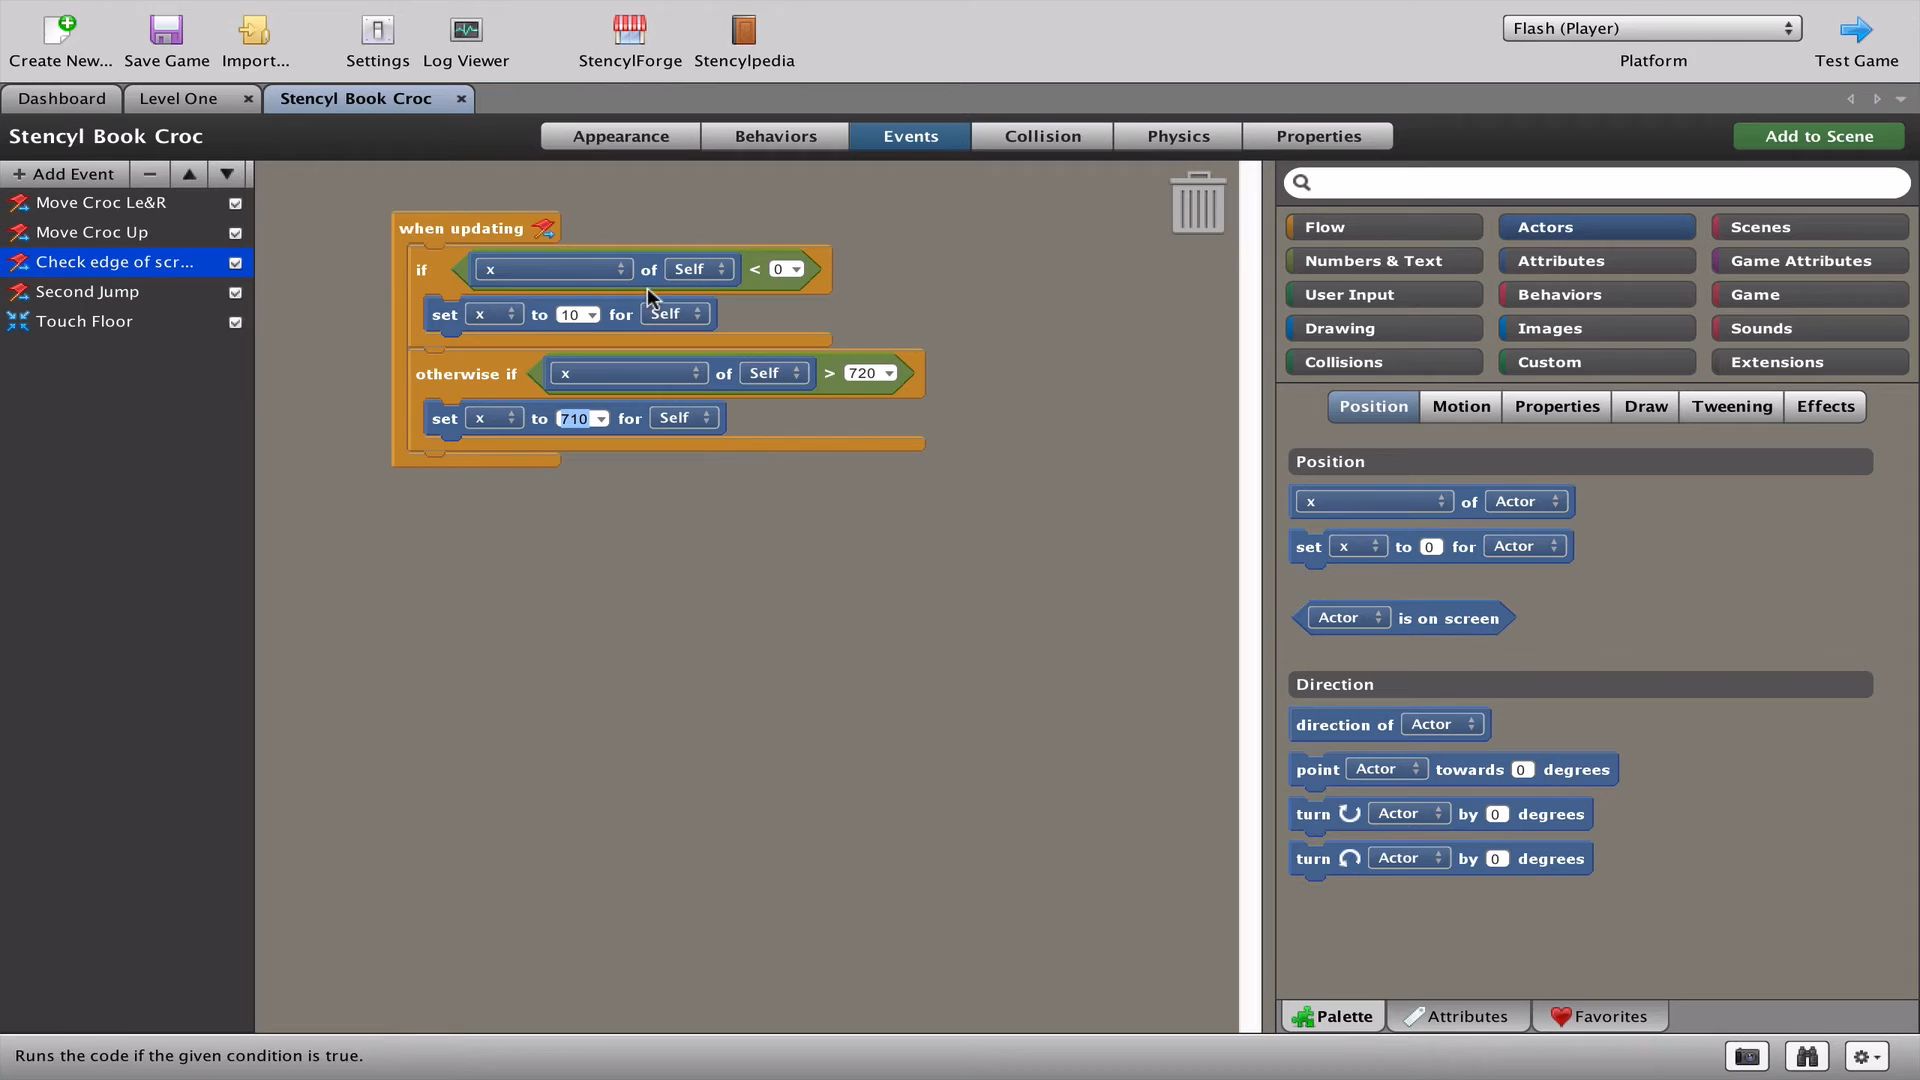 Create New... Save Game Import... Settings Log Viewer StencylForge Stencylpedia Flash (Player) Platform Test Game
Dashboard Level One Stencyl Book Croc
Stencyl Book Croc Appearance Behaviors Events Collision Physics Properties Add to Scene
+ Add Event
Move Croc Le&R
Move Croc Up
Check edge of scr...
Second Jump
Touch Floor
when updating
if x of Self < 0
set x to 10 for Self
otherwise if x of Self > 720
set x to 710 for Self
Flow Actors Scenes
Numbers & Text Attributes Game Attributes
User Input Behaviors Game
Drawing Images Sounds
Collisions Custom Extensions
Position Motion Properties Draw Tweening Effects
Position
x of Actor
set x to 0 for Actor
Actor is on screen
Direction
direction of Actor
point Actor towards 0 degrees
turn Actor by 0 degrees
turn Actor by 0 degrees
Palette Attributes Favorites
Runs the code if the given condition is true.